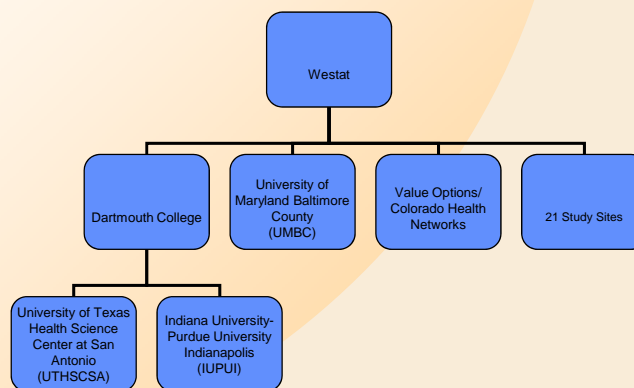 Westat
Dartmouth College
University of
Maryland Baltimore
County
(UMBC)
Value Options/
Colorado Health
Networks
21 Study Sites
University of Texas
Health Science
Center at San
Antonio
(UTHSCSA)
Indiana University-
Purdue University
Indianapolis
(IUPUI)